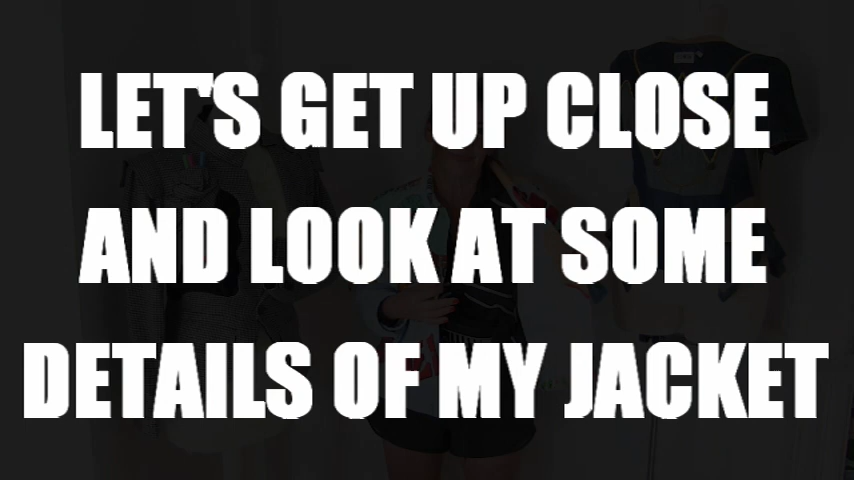 LET'S GET UP CLOSE
AND LOOK AT SOME
DETAILS OF MY JACKET